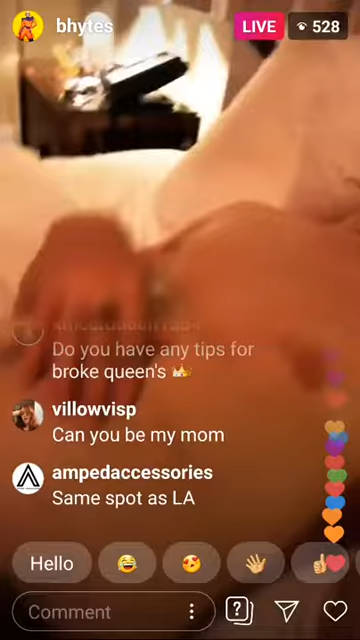 bhytes
LIVE
528
Do you have any tips for
broke queen's 👑
villowvisp
Can you be my mom
ampedaccessories
Same spot as LA
Hello
Comment
?